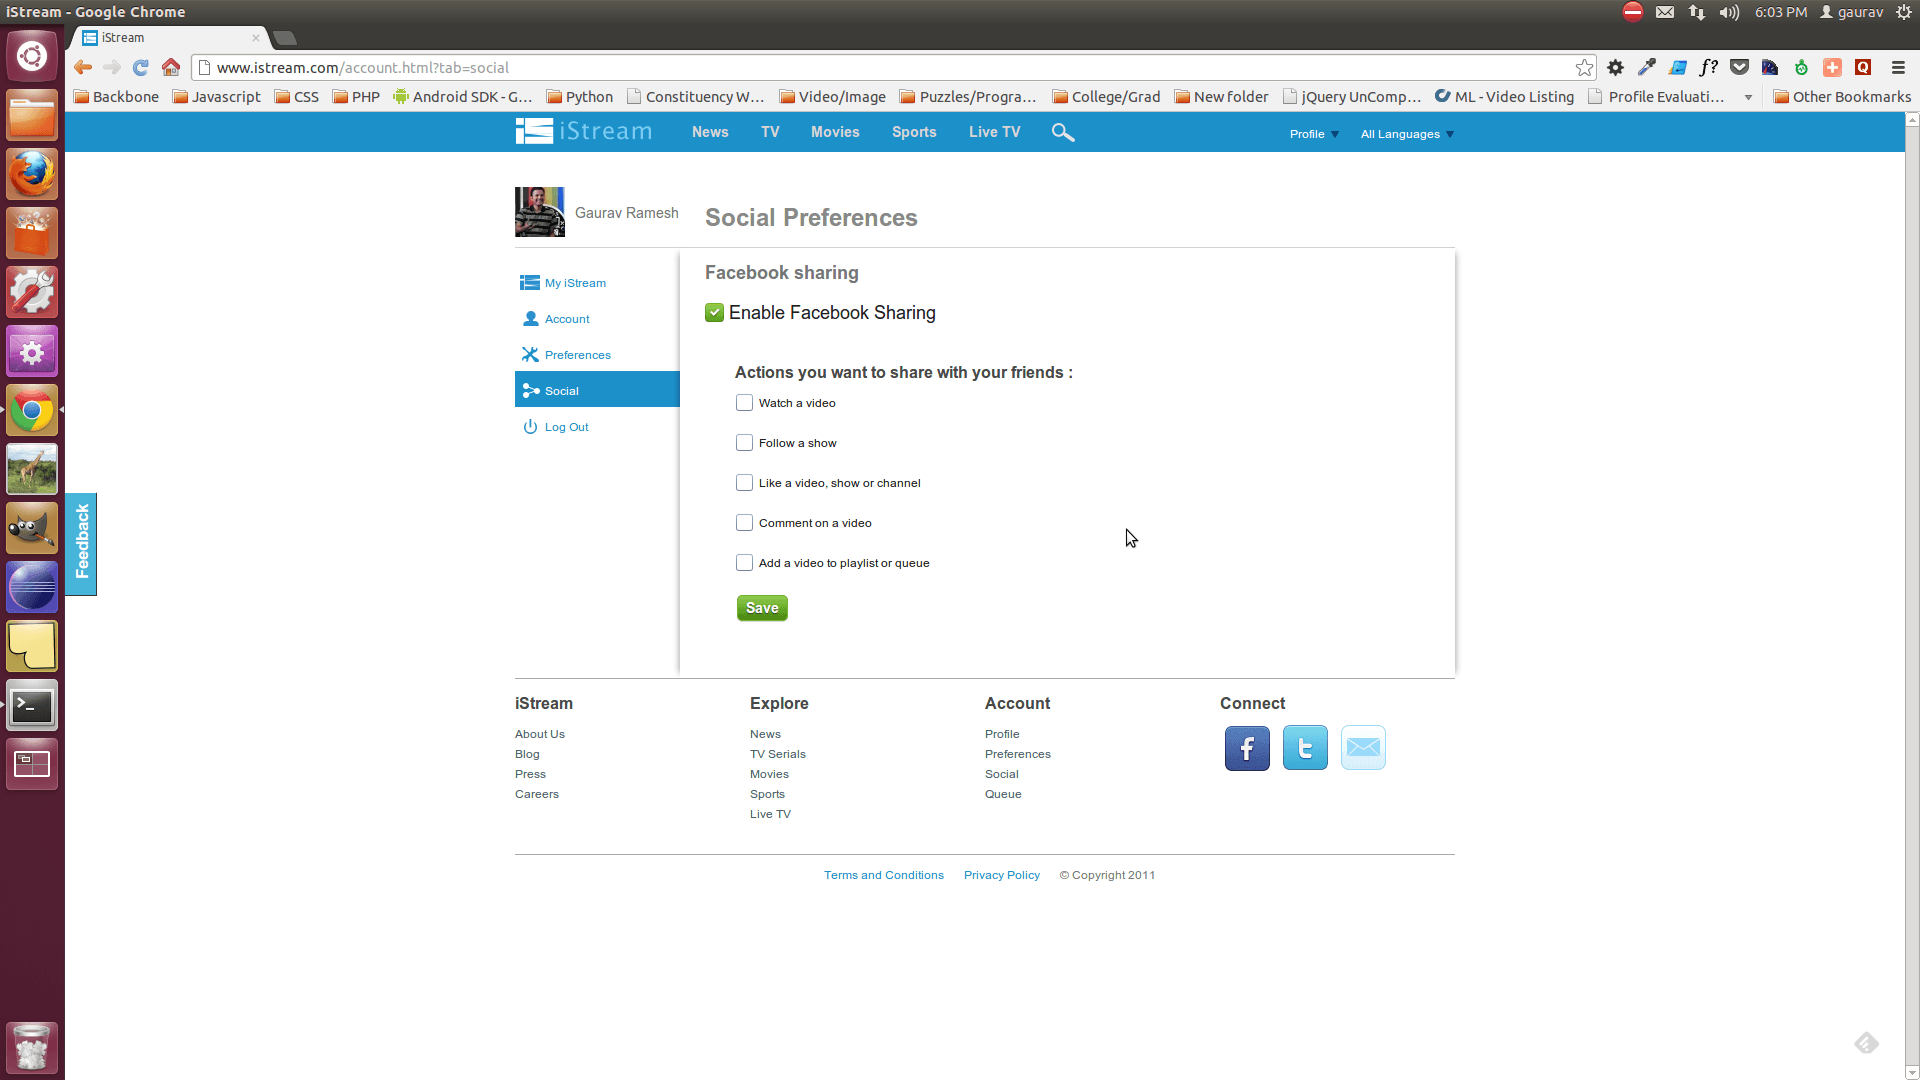 iStream - Google Chrome
6:03 PM gaurav
iStream
www.istream.com/account.html?tab=social
f?
Q
Backbone Javascript CSS PHP Android SDK - G... Python Constituency W... Video/Image Puzzles/Progra... College/Grad New folder jQuery UnComp... ML - Video Listing Profile Evaluati... Other Bookmarks
iStream News TV Movies Sports Live TV Profile All Languages
Gaurav Ramesh
Social Preferences
My iStream
Account
Preferences
Social
Log Out
Facebook sharing
Enable Facebook Sharing
Actions you want to share with your friends :
Watch a video
Follow a show
Like a video, show or channel
Comment on a video
Add a video to playlist or queue
Save
Feedback
iStream
About Us
Blog
Press
Careers
Explore
News
TV Serials
Movies
Sports
Live TV
Account
Profile
Preferences
Social
Queue
Connect
f t
Terms and Conditions Privacy Policy © Copyright 2011